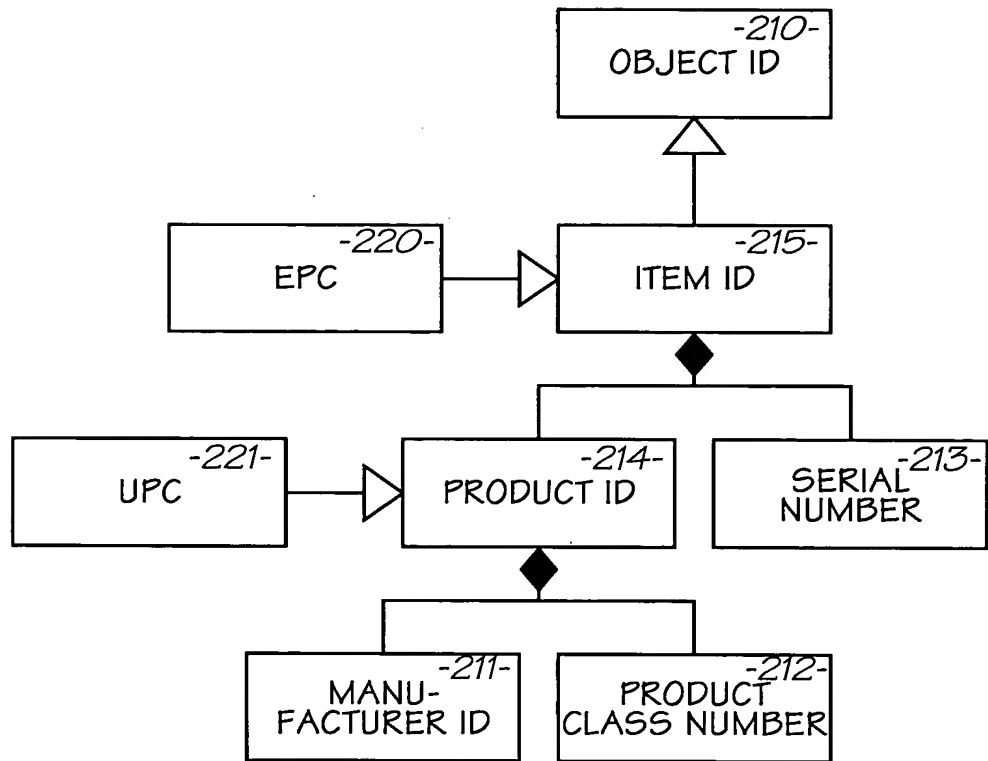 -210-
OBJECT ID
-220-
EPC
-215-
ITEM ID
-221-
UPC
-214-
PRODUCT ID
-213-
SERIAL
NUMBER
-211-
MANU-
FACTURER ID
-212-
PRODUCT
CLASS NUMBER